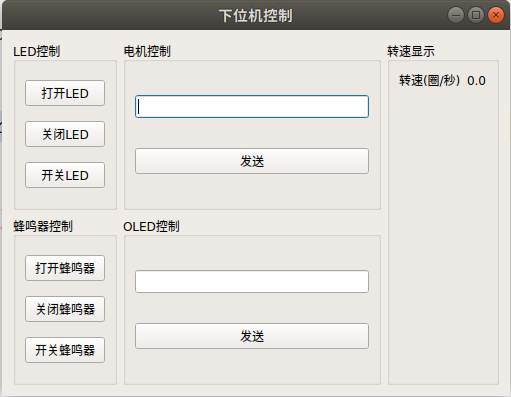 下位机控制
LED控制
打开LED
关闭LED
开关LED
电机控制
发送
转速显示
转速(圈/秒) 0.0
蜂鸣器控制
打开蜂鸣器
关闭蜂鸣器
开关蜂鸣器
OLED控制
发送